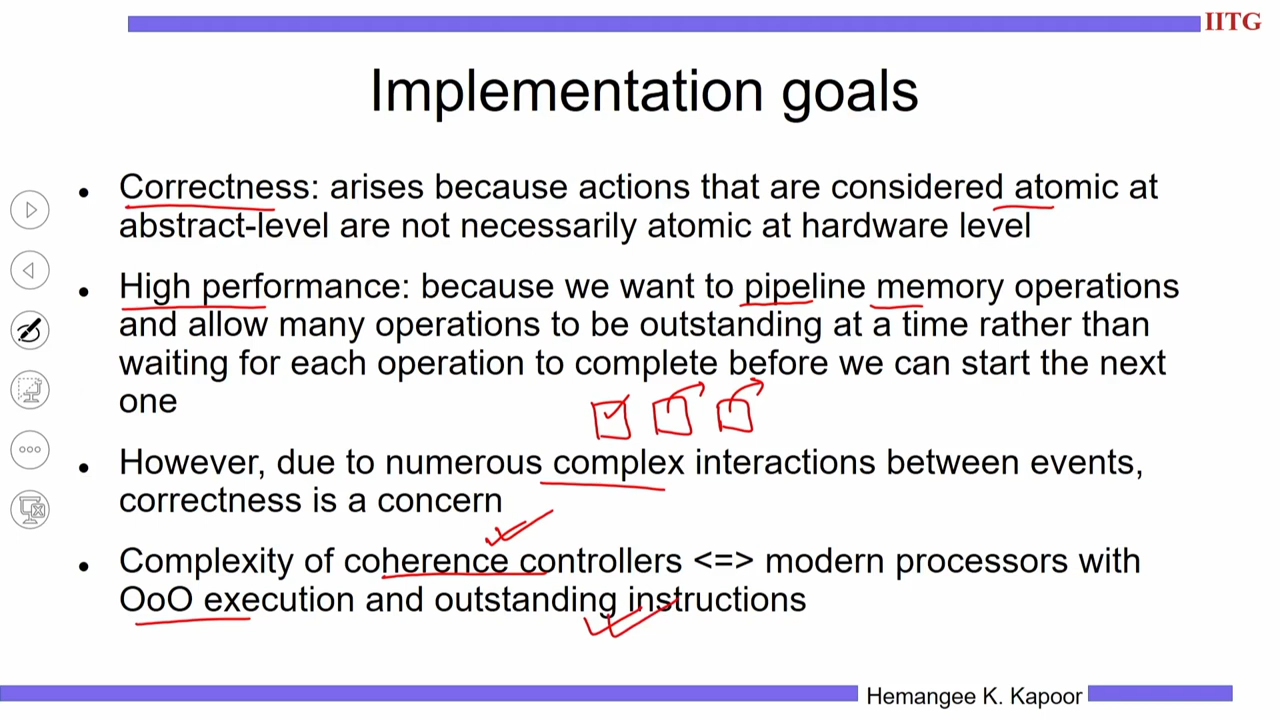 IITG
Implementation goals
• Correctness: arises because actions that are considered atomic at
abstract-level are not necessarily atomic at hardware level
• High performance: because we want to pipeline memory operations
and allow many operations to be outstanding at a time rather than
waiting for each operation to complete before we can start the next
one
• However, due to numerous complex interactions between events,
correctness is a concern
• Complexity of coherence controllers <=> modern processors with
OoO execution and outstanding instructions
Hemangee K. Kapoor